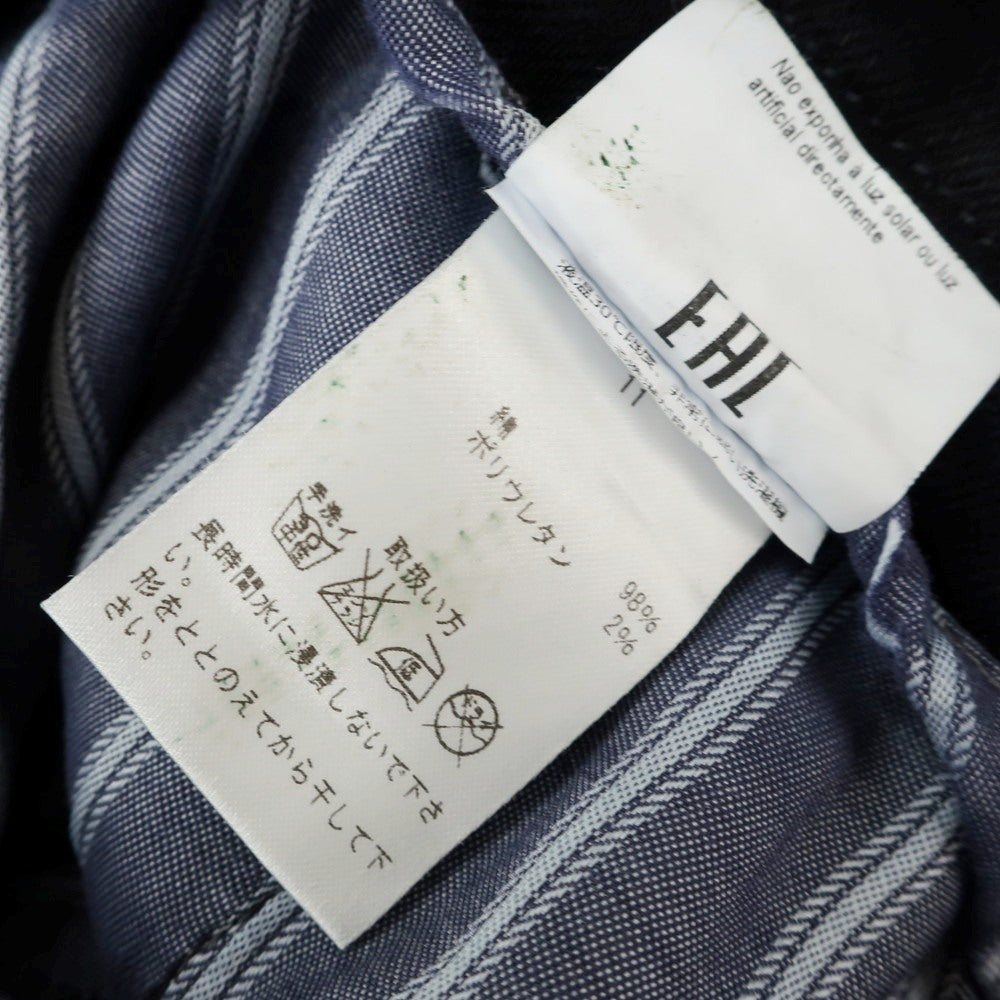 Nao exponha a luz solar ou luz
artificial directamente
EAC
11
綿
ポリウレタン
98%
2%
取扱い方
手洗イ
長時間水に浸漬しないで下さ
い。
形をととのえてから干して下
さい。